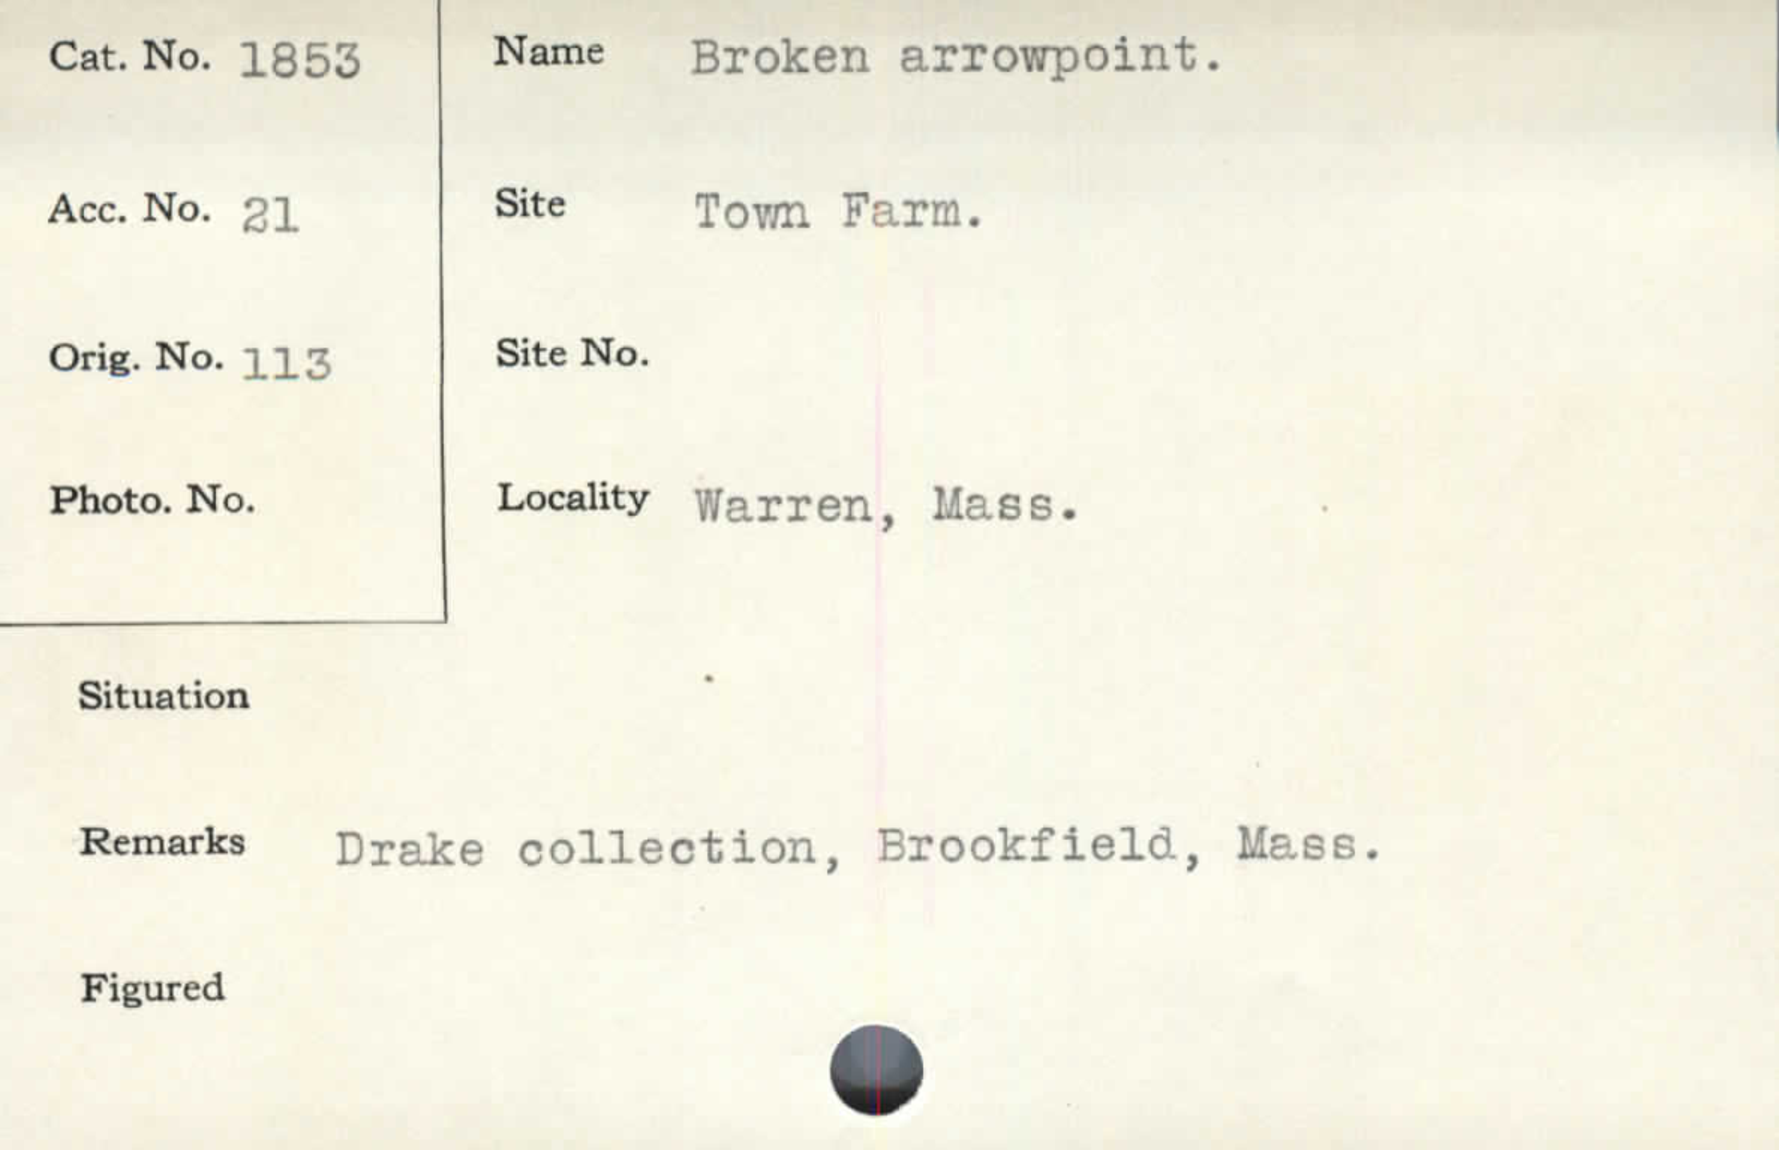 Cat. No. 1853
Acc. No. 21
Orig. No. 113
Photo. No.
Name Broken arrowpoint.
Site Town Farm.
Site No.
Locality Warren, Mass.
Situation
Remarks Drake collection, Brookfield, Mass.
Figured